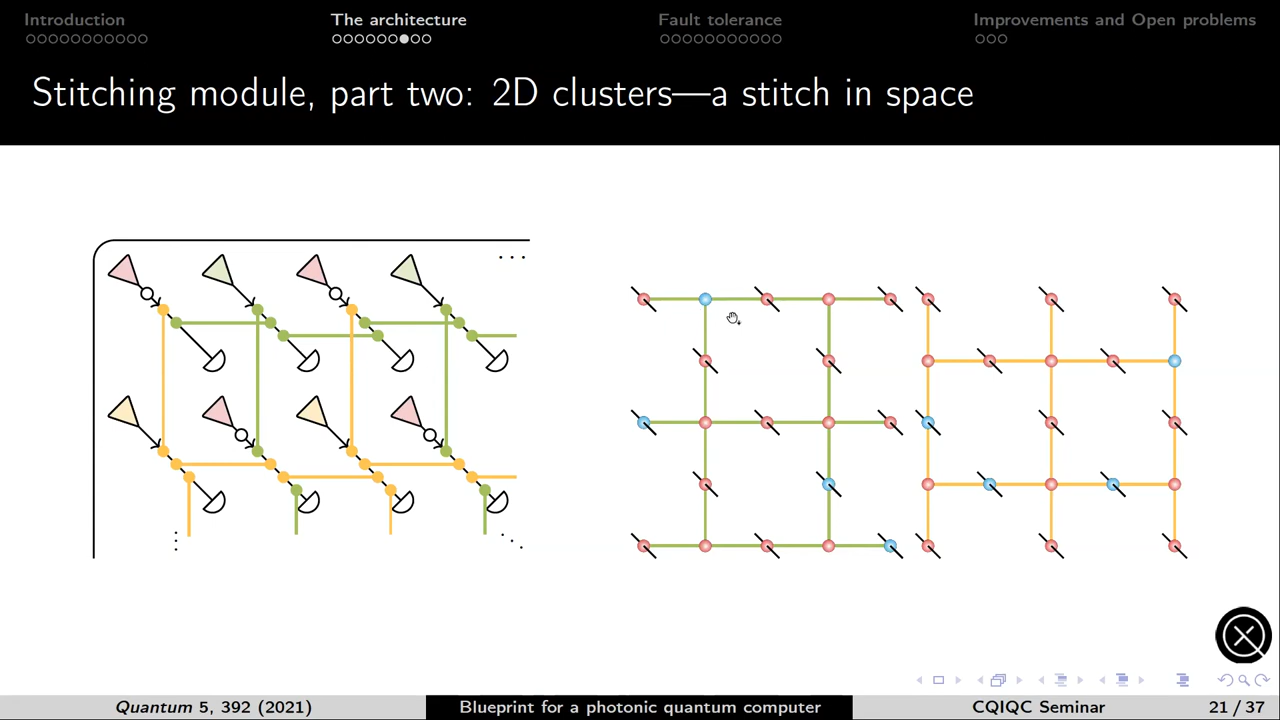 Introduction
The architecture
Fault tolerance
Improvements and Open problems
Stitching module, part two: 2D clusters—a stitch in space
Quantum 5, 392 (2021)
Blueprint for a photonic quantum computer
CQIQC Seminar
21 / 37